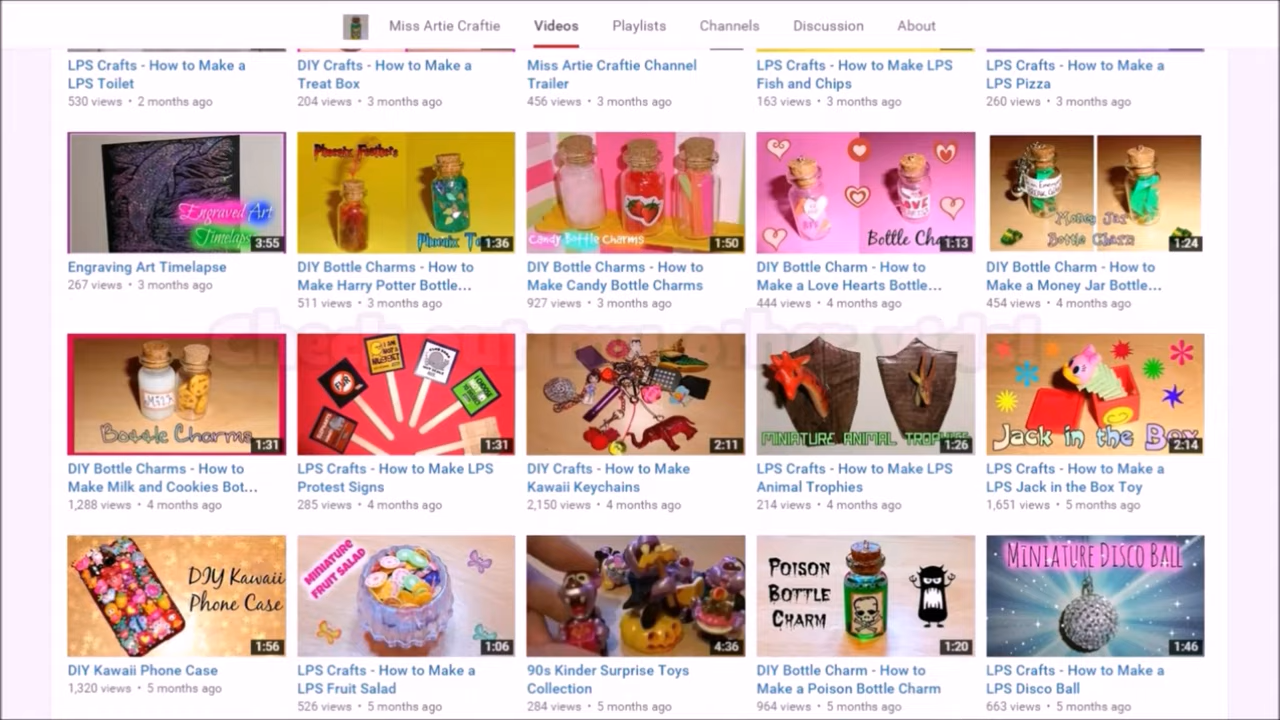 Miss Artie Craftie Videos Playlists Channels Discussion About
LPS Crafts - How to Make a
LPS Toilet
530 views • 2 months ago
DIY Crafts - How to Make a
Treat Box
204 views • 3 months ago
Miss Artie Craftie Channel
Trailer
456 views • 3 months ago
LPS Crafts - How to Make LPS
Fish and Chips
163 views • 3 months ago
LPS Crafts - How to Make a
LPS Pizza
260 views • 3 months ago
Engraved Art
3:55
Engraving Art Timelapse
267 views • 3 months ago
Phoenix Feathers
Phoenix
1:36
DIY Bottle Charms - How to
Make Harry Potter Bottle...
511 views • 3 months ago
Candy Bottle Charms
1:50
DIY Bottle Charms - How to
Make Candy Bottle Charms
927 views • 3 months ago
Bottle
1:13
DIY Bottle Charm - How to
Make a Love Hearts Bottle...
444 views • 4 months ago
Money Jar
Bottle Charm
1:24
DIY Bottle Charm - How to
Make a Money Jar Bottle...
454 views • 4 months ago
Check out my other vids!
Bottle Charms
1:31
DIY Bottle Charms - How to
Make Milk and Cookies Bot...
1,288 views • 4 months ago
1:31
LPS Crafts - How to Make LPS
Protest Signs
285 views • 4 months ago
2:11
DIY Crafts - How to Make
Kawaii Keychains
2,150 views • 4 months ago
MINIATURE ANIMAL
1:26
LPS Crafts - How to Make LPS
Animal Trophies
214 views • 4 months ago
Jack in the Box
2:14
LPS Crafts - How to Make a
LPS Jack in the Box Toy
1,651 views • 5 months ago
DIY Kawaii
Phone Case
1:56
DIY Kawaii Phone Case
1,320 views • 5 months ago
MINIATURE
FRUIT SALAD
1:06
LPS Crafts - How to Make a
LPS Fruit Salad
526 views • 5 months ago
4:36
90s Kinder Surprise Toys
Collection
284 views • 5 months ago
POISON
BOTTLE
CHARM
1:20
DIY Bottle Charm - How to
Make a Poison Bottle Charm
964 views • 5 months ago
MINIATURE DISCO BALL
1:46
LPS Crafts - How to Make a
LPS Disco Ball
663 views • 5 months ago